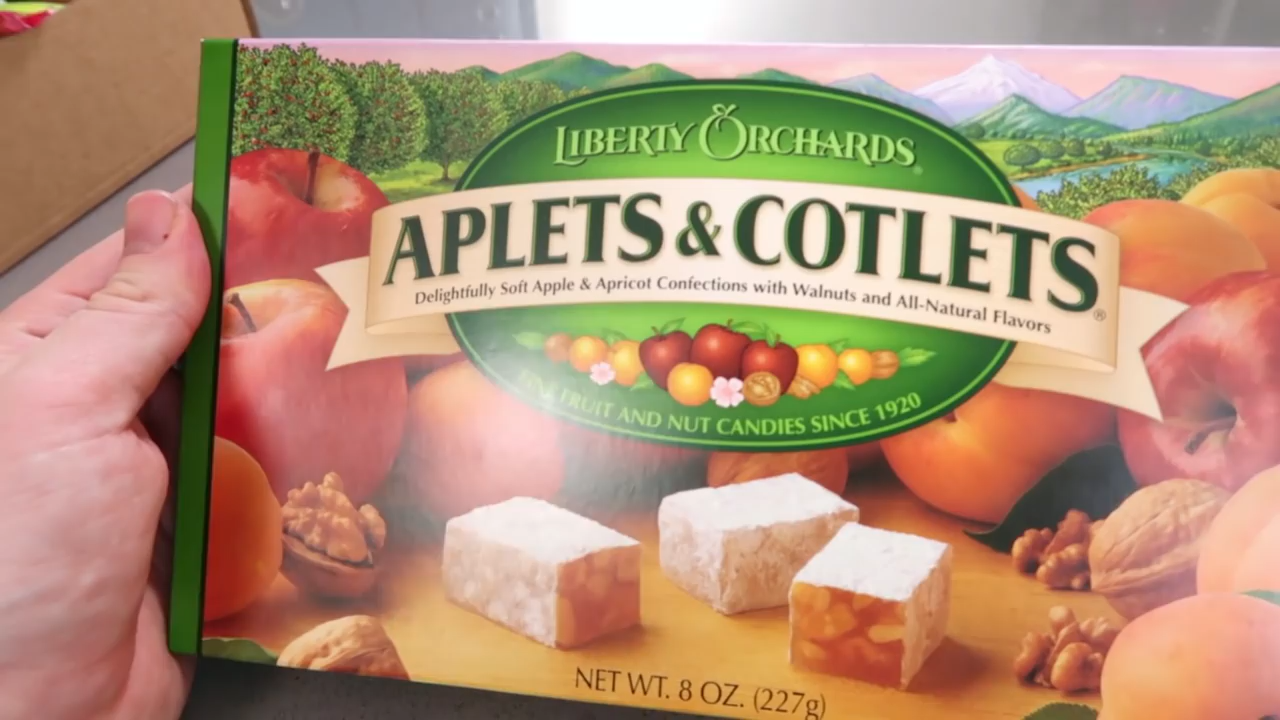 LIBERTY ORCHARDS
APLETS & COTLETS®
Delightfully Soft Apple & Apricot Confections with Walnuts and All-Natural Flavors
FINE FRUIT AND NUT CANDIES SINCE 1920
NET WT. 8 OZ. (227g)